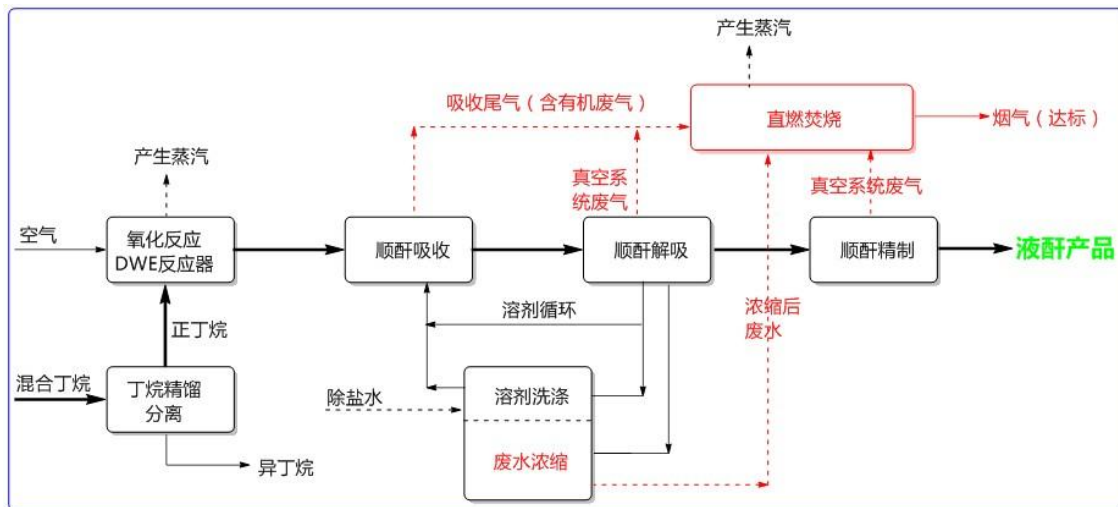 产生蒸汽
吸收尾气（含有机废气）
直燃焚烧
烟气（达标）
产生蒸汽
真空系
统废气
真空系统废气
空气
氧化反应
DWE反应器
顺酐吸收
顺酐解吸
顺酐精制
液酐产品
正丁烷
溶剂循环
浓缩后
废水
混合丁烷
丁烷精馏
分离
除盐水
溶剂洗涤
废水浓缩
异丁烷